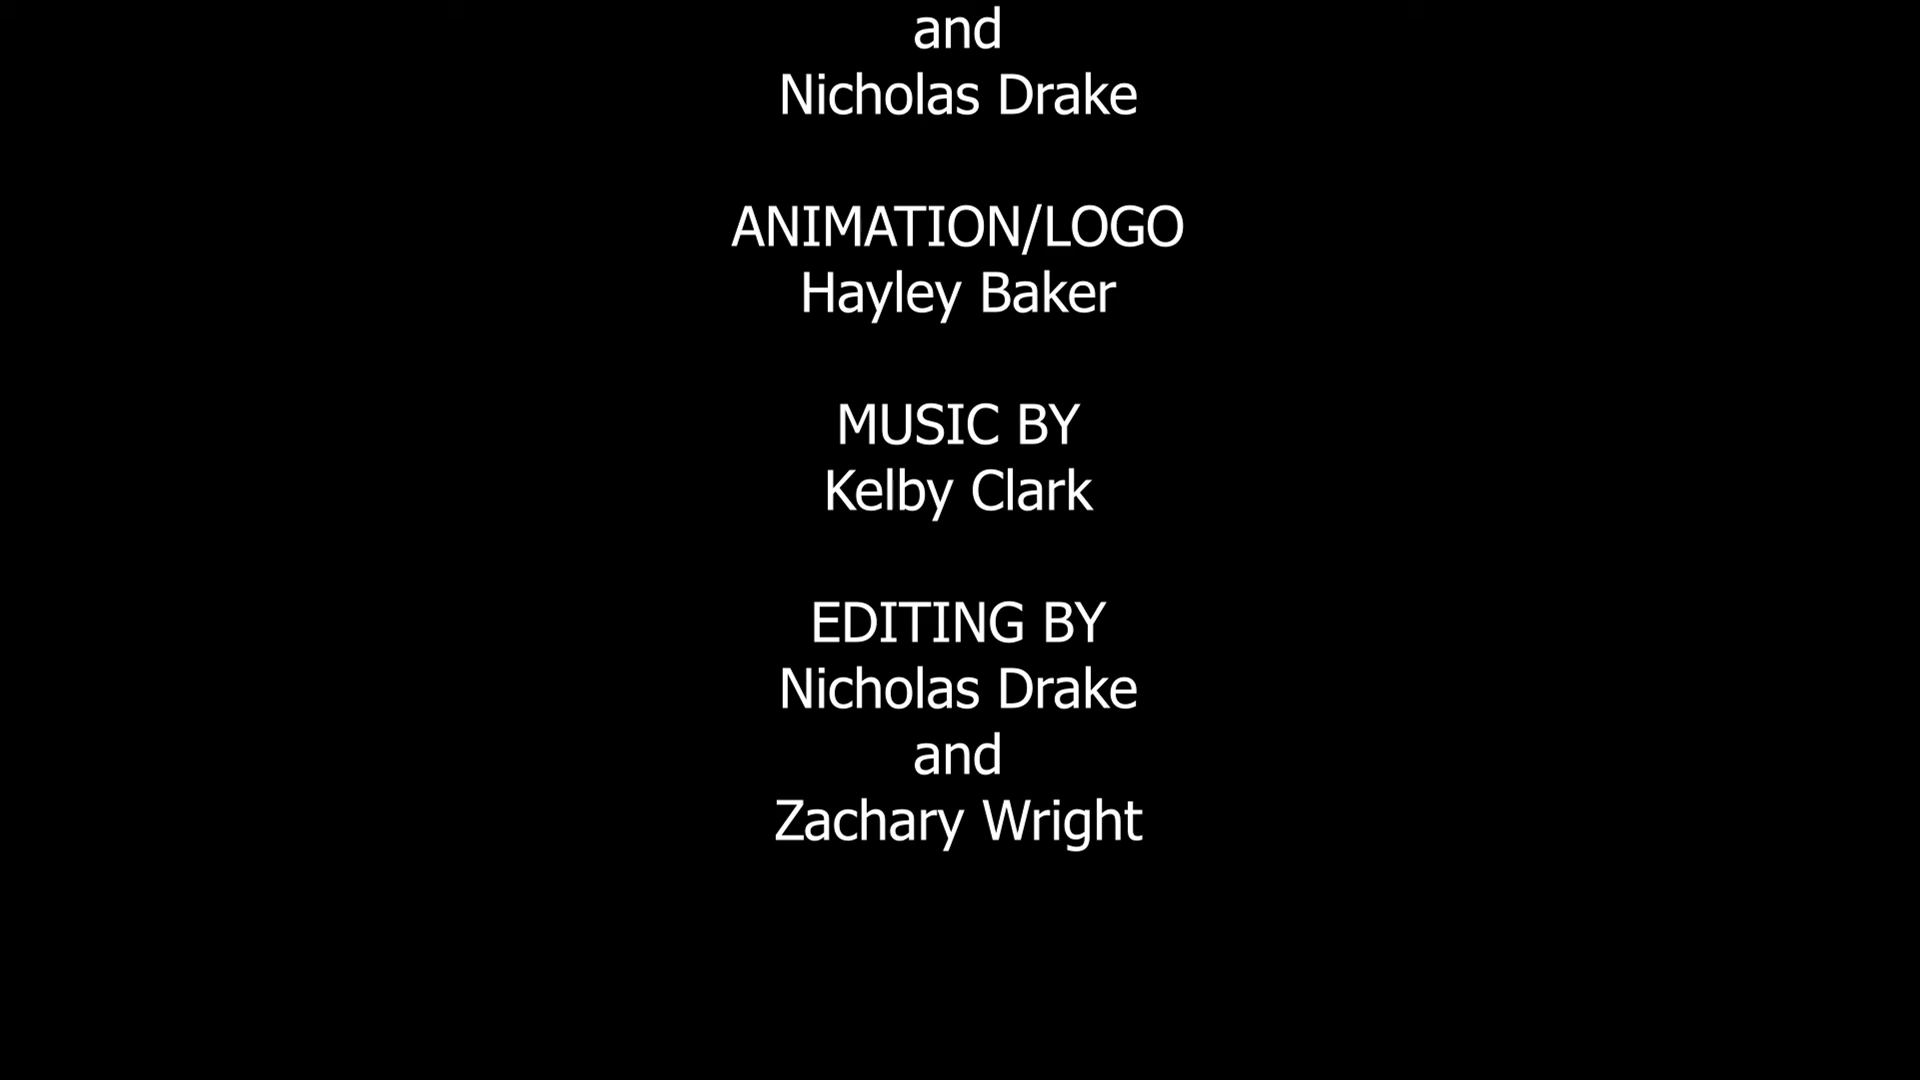 and
Nicholas Drake
ANIMATION/LOGO
Hayley Baker
MUSIC BY
Kelby Clark
EDITING BY
Nicholas Drake
and
Zachary Wright